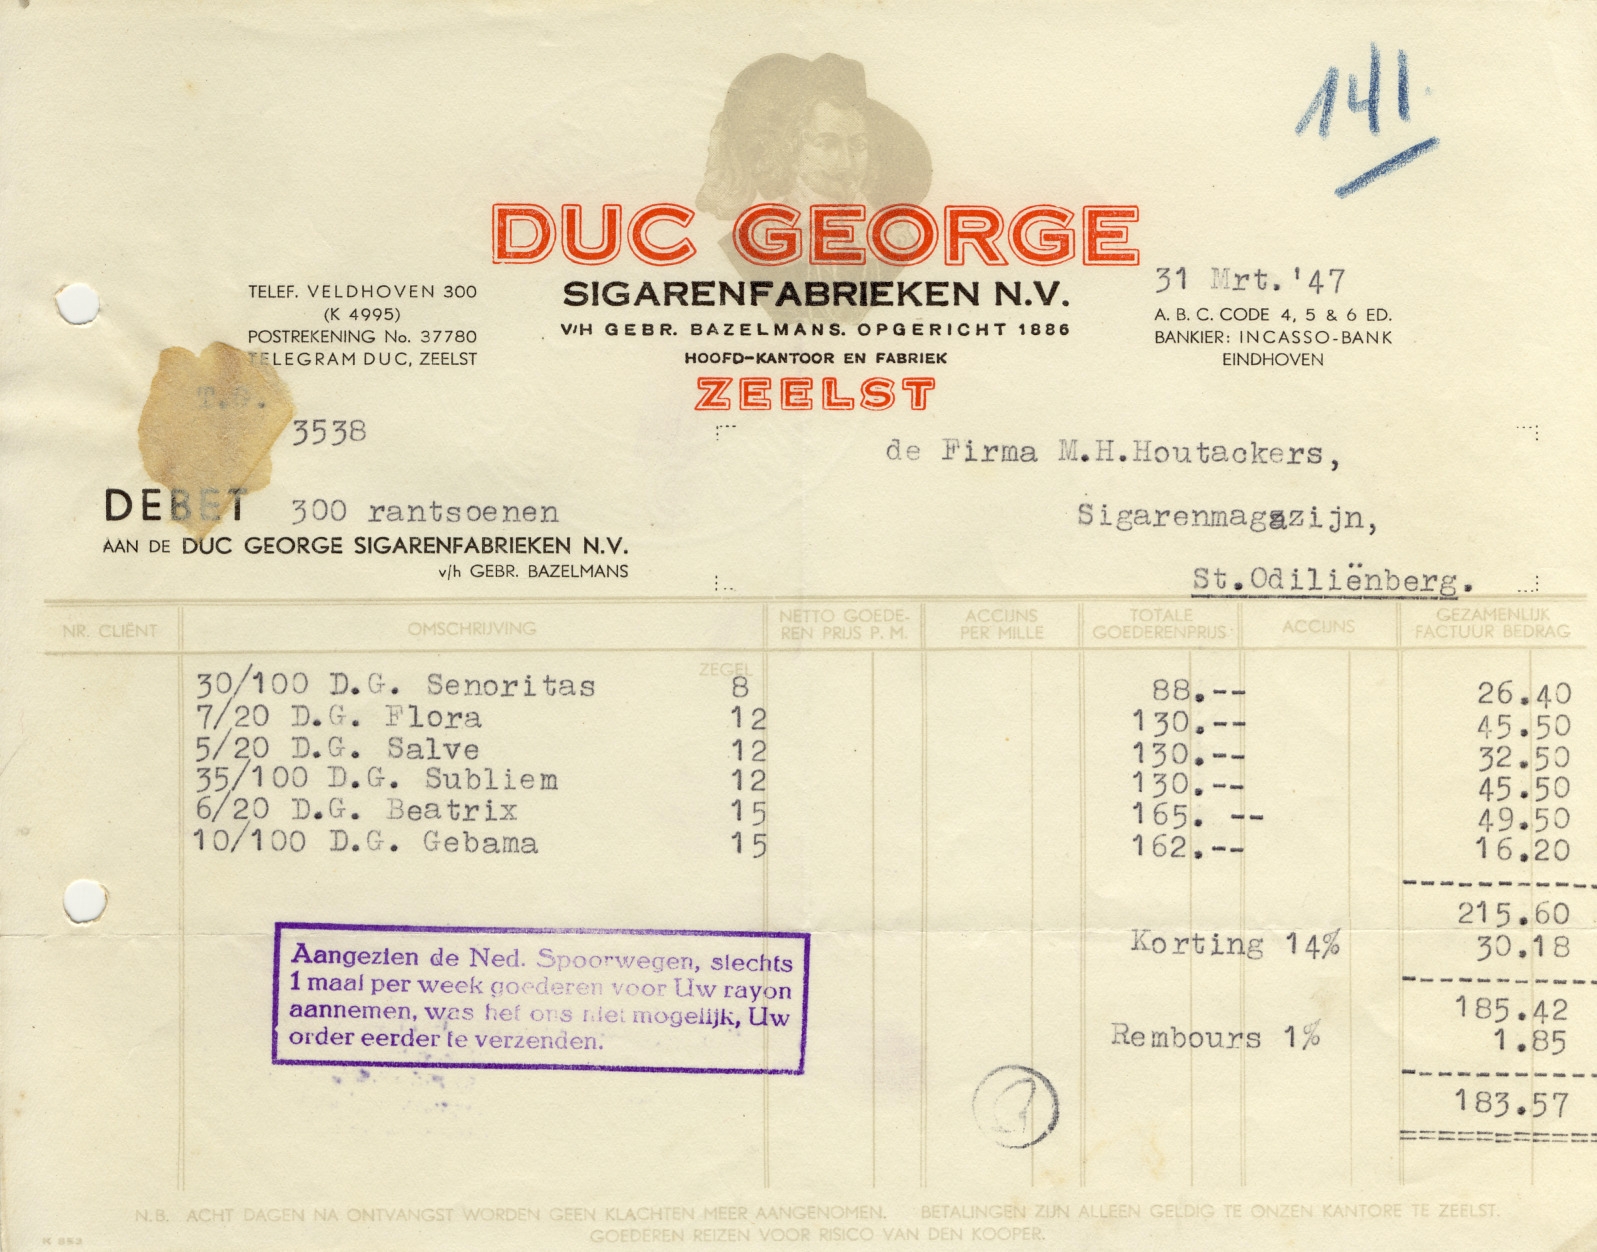 141.
DUC GEORGE
SIGARENFABRIEKEN N.V.
V/H GEBR. BAZELMANS. OPGERICHT 1886
HOOFD-KANTOOR EN FABRIEK
ZEELST
TELEF. VELDHOVEN 300
(K 4995)
POSTREKENING No. 37780
TELEGRAM DUC, ZEELST
31 Mrt. '47
A. B. C. CODE 4, 5 & 6 ED.
BANKIER: INCASSO-BANK
EINDHOVEN
3538
de Firma M.H.Houtackers,
Sigarenmagazijn,
St.Odiliënberg.
DEBET 300 rantsoenen
AAN DE DUC GEORGE SIGARENFABRIEKEN N.V.
v/h GEBR. BAZELMANS
NR. CLIËNT OMSCHRIJVING NETTO GOEDE- ACCIJNS TOTALE ACCIJNS GEZAMENLIJK
REN PRIJS P. M. PER MILLE GOEDERENPRIJS FACTUUR BEDRAG
ZEGEL
30/100 D.G. Senoritas 8 88.-- 26.40
7/20 D.G. Flora 12 130.-- 45.50
5/20 D.G. Salve 12 130.-- 32.50
35/100 D.G. Subliem 12 130.-- 45.50
6/20 D.G. Beatrix 15 165. -- 49.50
10/100 D.G. Gebama 15 162.-- 16.20
215.60
Korting 14% 30.18
185.42
Rembours 1% 1.85
183.57
Aangezien de Ned. Spoorwegen, slechts
1 maal per week goederen voor Uw rayon
aannemen, was het ons niet mogelijk, Uw
order eerder te verzenden.
N.B. ACHT DAGEN NA ONTVANGST WORDEN GEEN KLACHTEN MEER AANGENOMEN. BETALINGEN ZIJN ALLEEN GELDIG TE ONZEN KANTORE TE ZEELST.
GOEDEREN REIZEN VOOR RISICO VAN DEN KOOPER.